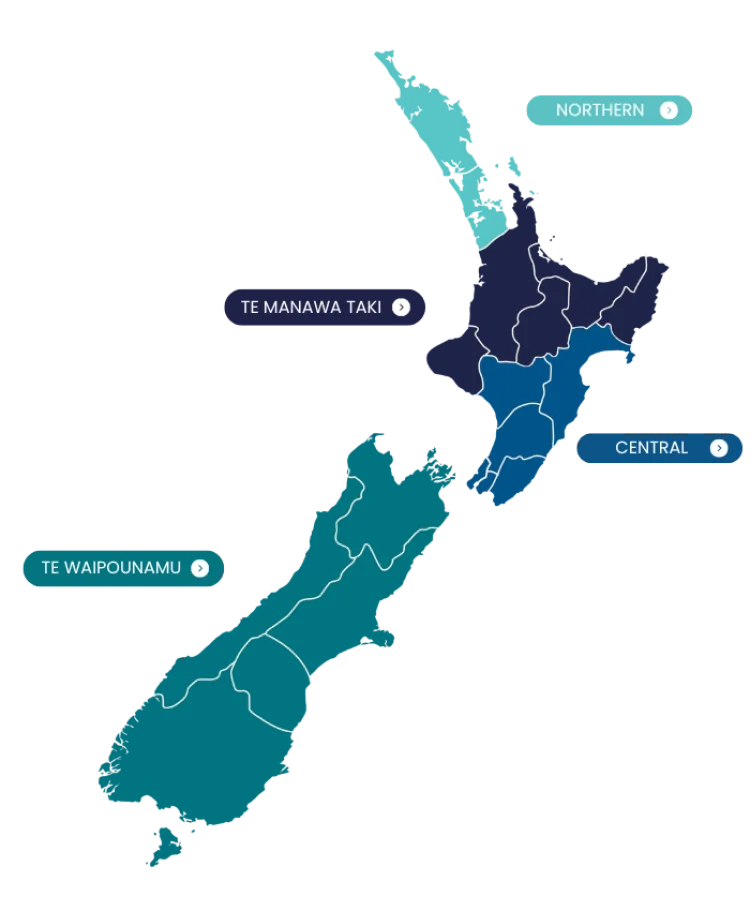 NORTHERN
TE MANAWA TAKI
CENTRAL
TE WAIPOUNAMU